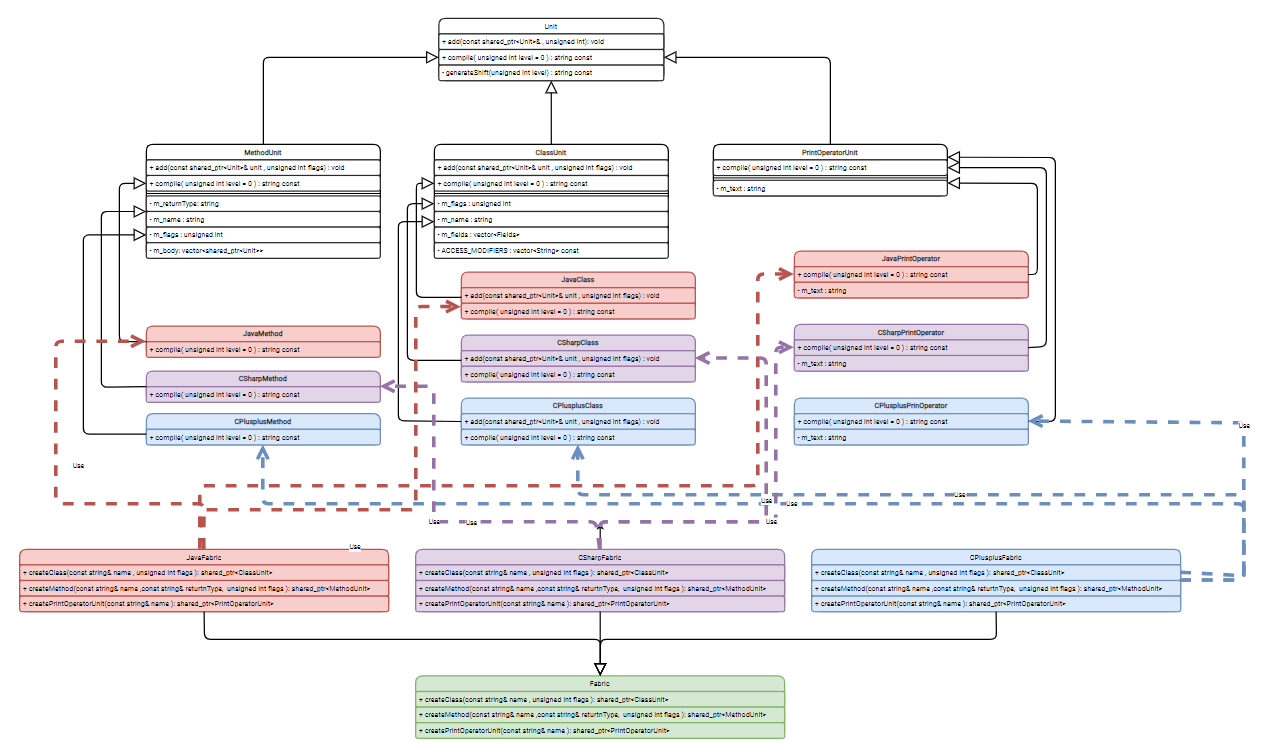 Unit
+ add(const shared_ptr<Unit>& , unsigned int): void
+ compile( unsigned int level = 0 ) : string const
- generateShift(unsigned int level) : string const
MethodUnit
+ add(const shared_ptr<Unit>& unit , unsigned int flags) : void
+ compile( unsigned int level = 0 ) : string const
- m_returnType: string
- m_name : string
- m_flags : unsigned int
- m_body: vector<shared_ptr<Unit>>
ClassUnit
+ add(const shared_ptr<Unit>& unit , unsigned int flags) : void
+ compile( unsigned int level = 0 ) : string const
- m_flags : unsigned int
- m_name : string
- m_fields : vector<Fields>
- ACCESS_MODIFIERS : vector<String> const
PrintOperatorUnit
+ compile( unsigned int level = 0 ) : string const
- m_text : string
JavaPrintOperator
+ compile( unsigned int level = 0 ) : string const
- m_text : string
JavaClass
+ add(const shared_ptr<Unit>& unit , unsigned int flags) : void
+ compile( unsigned int level = 0 ) : string const
JavaMethod
+ compile( unsigned int level = 0 ) : string const
CSharpClass
+ add(const shared_ptr<Unit>& unit , unsigned int flags) : void
+ compile( unsigned int level = 0 ) : string const
CSharpPrintOperator
+ compile( unsigned int level = 0 ) : string const
- m_text : string
CSharpMethod
+ compile( unsigned int level = 0 ) : string const
CPlusplusMethod
+ compile( unsigned int level = 0 ) : string const
CPlusplusClass
+ add(const shared_ptr<Unit>& unit , unsigned int flags) : void
+ compile( unsigned int level = 0 ) : string const
CPlusplusPrinOperator
+ compile( unsigned int level = 0 ) : string const
- m_text : string
Use
Use
Use
Use
Use
Use
Use
Use
Use
JavaFabric
+ createClass(const string& name , unsigned int flags ): shared_ptr<ClassUnit>
+ createMethod(const string& name ,const string& returtnType, unsigned int flags ): shared_ptr<MethodUnit>
+ createPrintOperatorUnit(const string& name ): shared_ptr<PrintOperatorUnit>
CSharpFabric
+ createClass(const string& name , unsigned int flags ): shared_ptr<ClassUnit>
+ createMethod(const string& name ,const string& returtnType, unsigned int flags ): shared_ptr<MethodUnit>
+ createPrintOperatorUnit(const string& name ): shared_ptr<PrintOperatorUnit>
CPlusplusFabric
+ createClass(const string& name , unsigned int flags ): shared_ptr<ClassUnit>
+ createMethod(const string& name ,const string& returtnType, unsigned int flags ): shared_ptr<MethodUnit>
+ createPrintOperatorUnit(const string& name ): shared_ptr<PrintOperatorUnit>
Fabric
+ createClass(const string& name , unsigned int flags ): shared_ptr<ClassUnit>
+ createMethod(const string& name ,const string& returtnType, unsigned int flags ): shared_ptr<MethodUnit>
+ createPrintOperatorUnit(const string& name ): shared_ptr<PrintOperatorUnit>